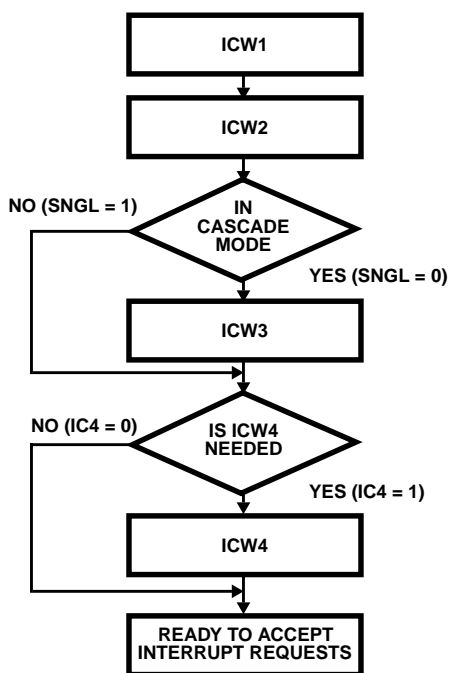 ICW1
ICW2
NO (SNGL = 1)
IN
CASCADE
MODE
YES (SNGL = 0)
ICW3
NO (IC4 = 0)
IS ICW4
NEEDED
YES (IC4 = 1)
ICW4
READY TO ACCEPT
INTERRUPT REQUESTS